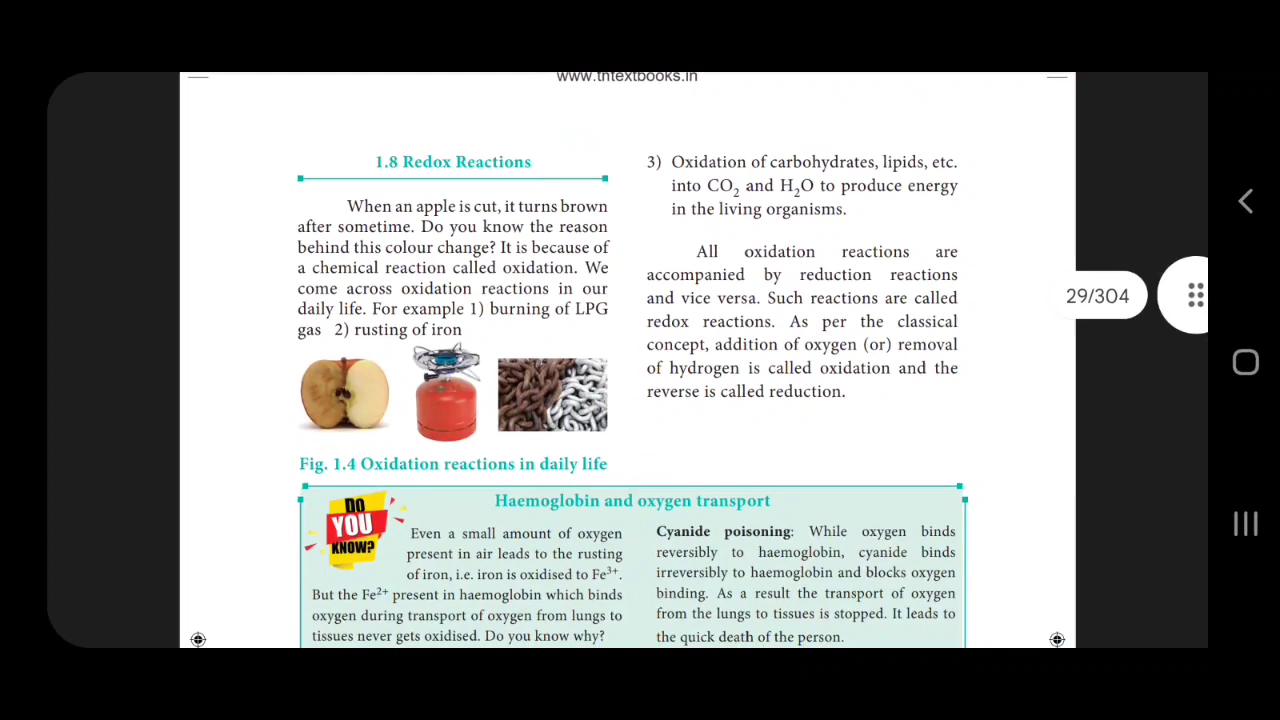 www.tntextbooks.in
1.8 Redox Reactions
When an apple is cut, it turns brown
after sometime. Do you know the reason
behind this colour change? It is because of
a chemical reaction called oxidation. We
come across oxidation reactions in our
daily life. For example 1) burning of LPG
gas 2) rusting of iron
Fig. 1.4 Oxidation reactions in daily life
3) Oxidation of carbohydrates, lipids, etc.
into CO₂ and H₂O to produce energy
in the living organisms.
All oxidation reactions are
accompanied by reduction reactions
and vice versa. Such reactions are called
redox reactions. As per the classical
concept, addition of oxygen (or) removal
of hydrogen is called oxidation and the
reverse is called reduction.
29/304
DO
YOU
KNOW?
Haemoglobin and oxygen transport
Even a small amount of oxygen
present in air leads to the rusting
of iron, i.e. iron is oxidised to Fe³⁺.
But the Fe²⁺ present in haemoglobin which binds
oxygen during transport of oxygen from lungs to
tissues never gets oxidised. Do you know why?
Cyanide poisoning: While oxygen binds
reversibly to haemoglobin, cyanide binds
irreversibly to haemoglobin and blocks oxygen
binding. As a result the transport of oxygen
from the lungs to tissues is stopped. It leads to
the quick death of the person.